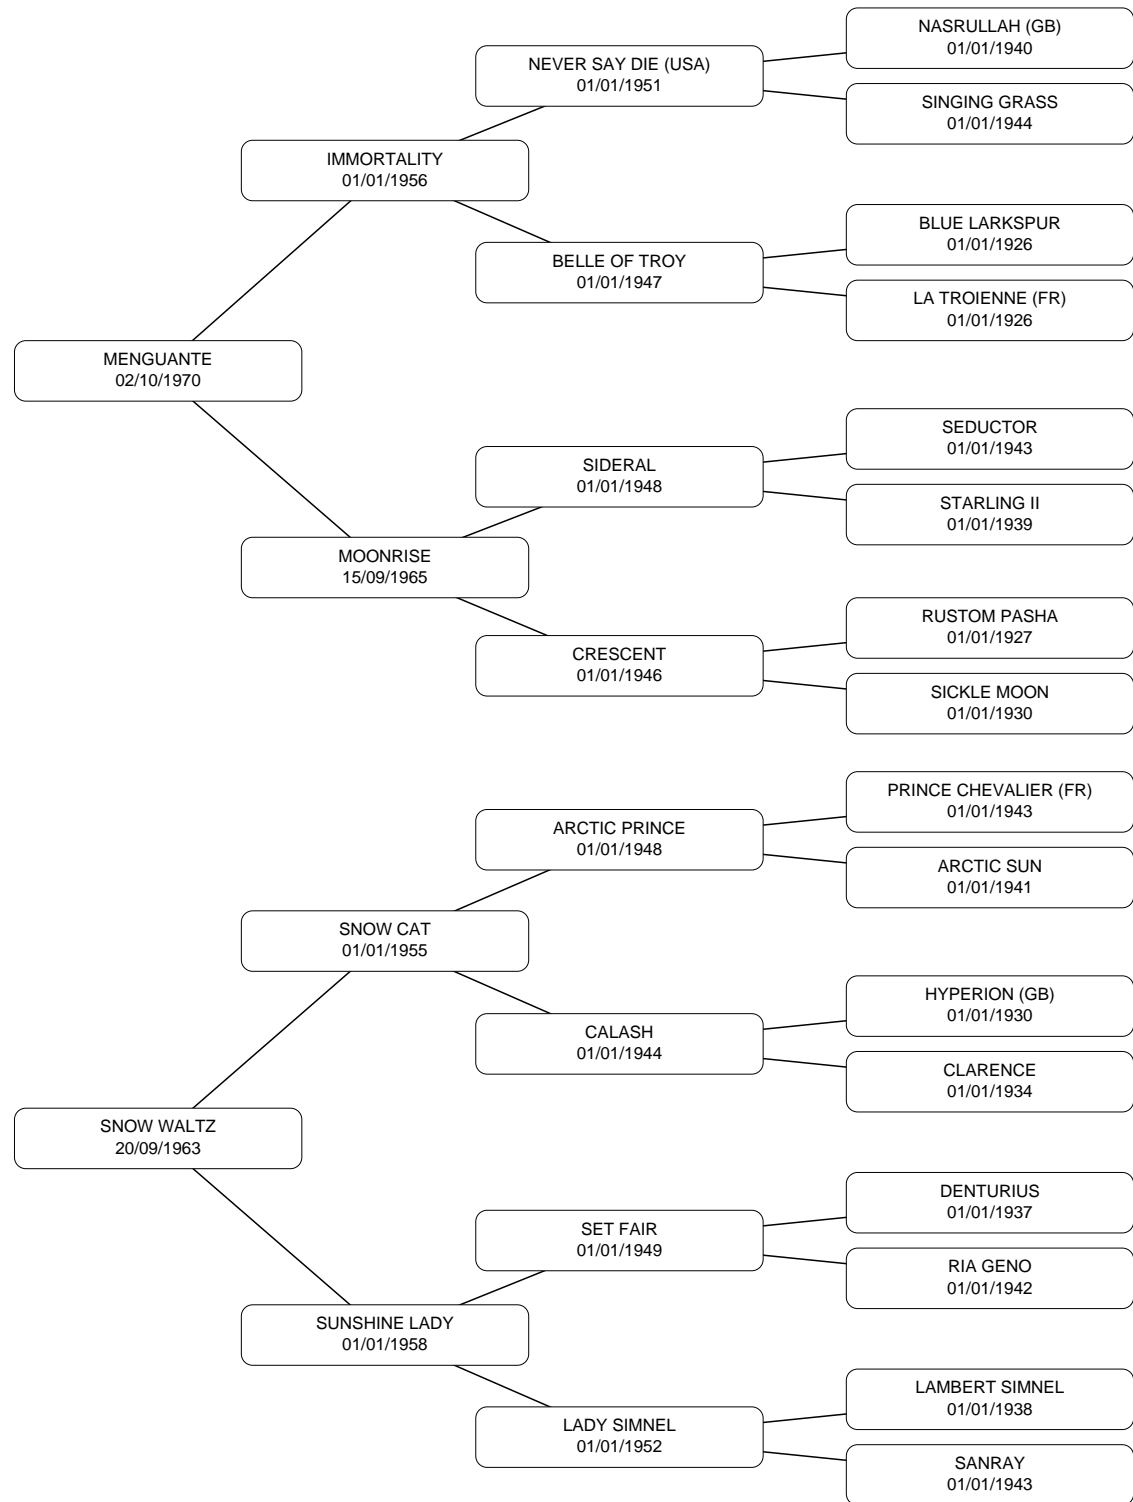 NASRULLAH (GB)
01/01/1940
NEVER SAY DIE (USA)
01/01/1951
SINGING GRASS
01/01/1944
IMMORTALITY
01/01/1956
BLUE LARKSPUR
01/01/1926
BELLE OF TROY
01/01/1947
LA TROIENNE (FR)
01/01/1926
MENGUANTE
02/10/1970
SEDUCTOR
01/01/1943
SIDERAL
01/01/1948
STARLING II
01/01/1939
MOONRISE
15/09/1965
RUSTOM PASHA
01/01/1927
CRESCENT
01/01/1946
SICKLE MOON
01/01/1930
PRINCE CHEVALIER (FR)
01/01/1943
ARCTIC PRINCE
01/01/1948
ARCTIC SUN
01/01/1941
SNOW CAT
01/01/1955
HYPERION (GB)
01/01/1930
CALASH
01/01/1944
CLARENCE
01/01/1934
SNOW WALTZ
20/09/1963
DENTURIUS
01/01/1937
SET FAIR
01/01/1949
RIA GENO
01/01/1942
SUNSHINE LADY
01/01/1958
LAMBERT SIMNEL
01/01/1938
LADY SIMNEL
01/01/1952
SANRAY
01/01/1943